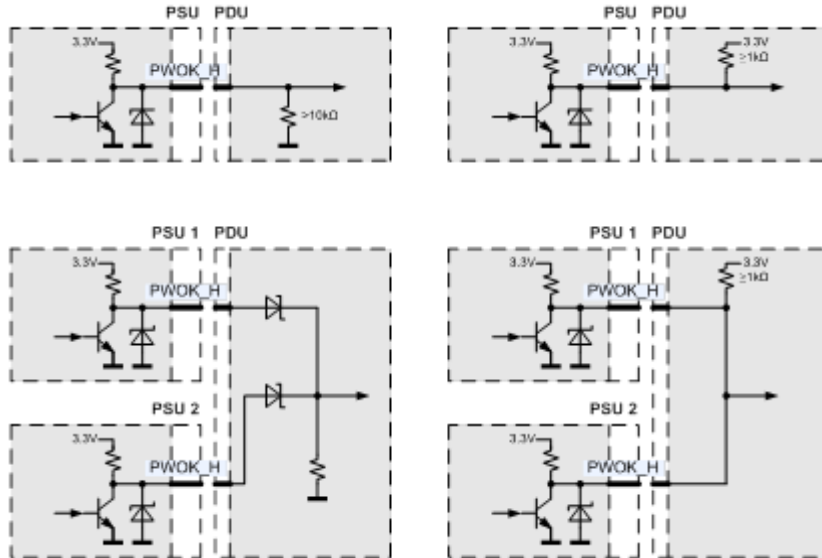 PSU PDU
3.3V
PWOK_H
>10kΩ
PSU PDU
3.3V
PWOK_H
3.3V
≥1kΩ
PSU 1 PDU
3.3V
PWOK_H
PSU 2
3.3V
PWOK_H
PSU 1 PDU
3.3V
PWOK_H
3.3V
≥1kΩ
PSU 2
3.3V
PWOK_H